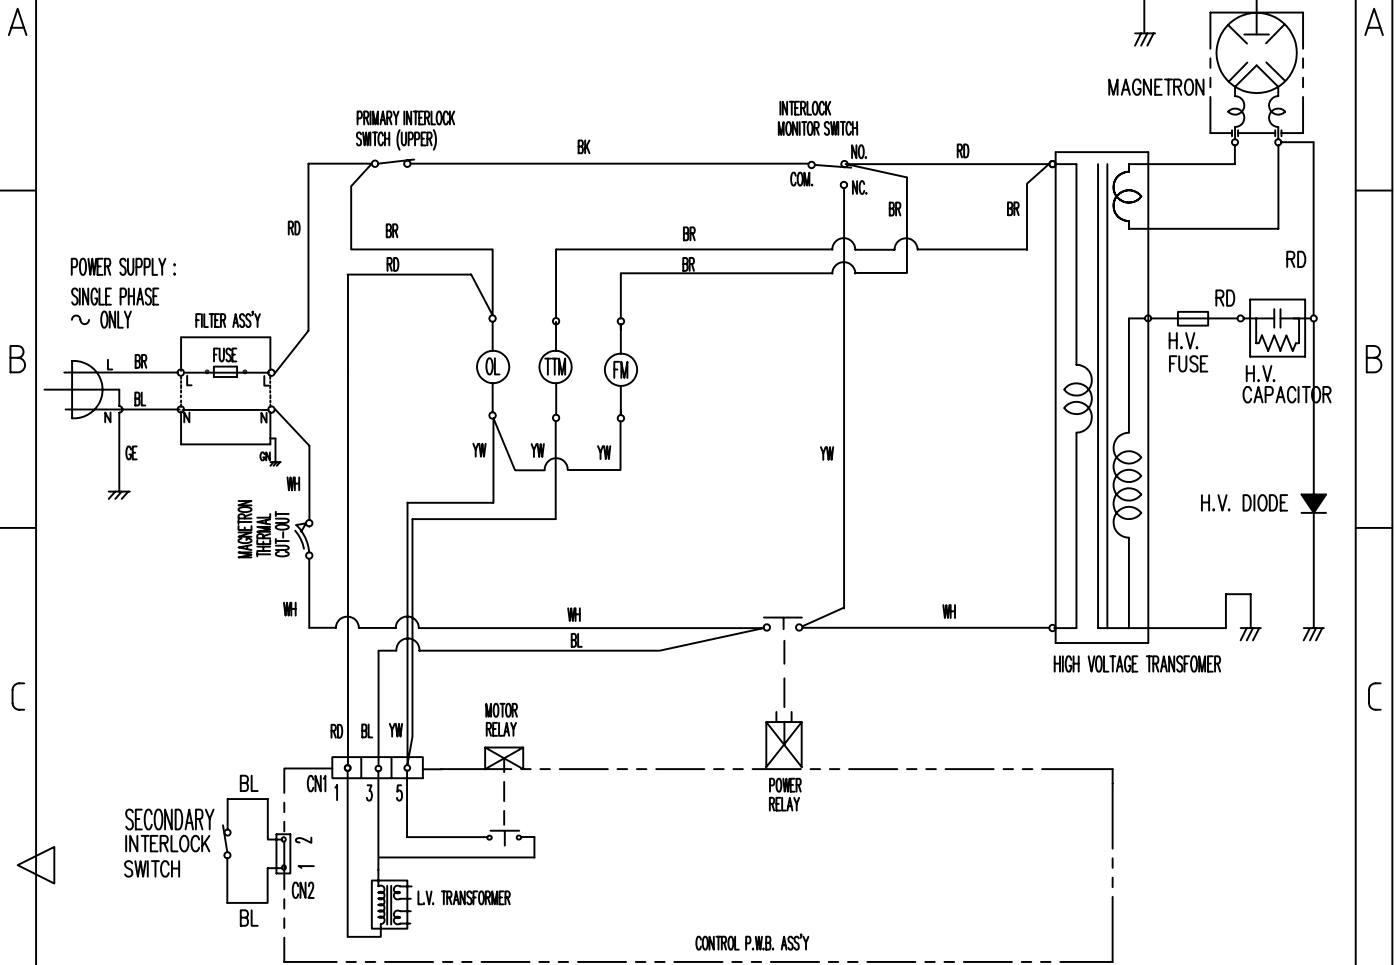 A
A
MAGNETRON
PRIMARY INTERLOCK
SWITCH (UPPER)
INTERLOCK
MONITOR SWITCH
BK
NO.
RD
COM.
NC.
BR
BR
RD
BR
BR
RD
BR
RD
RD
POWER SUPPLY :
SINGLE PHASE
~ ONLY
FILTER ASS'Y
FUSE
B
B
L
BR
L
L
BL
N
N
N
GE
GN
OL
TTM
FM
H.V.
FUSE
H.V.
CAPACITOR
YW
YW
YW
YW
WH
MAGNETRON
THERMAL
CUT-OUT
H.V. DIODE
WH
WH
WH
BL
HIGH VOLTAGE TRANSFOMER
C
C
RD
BL
YW
MOTOR
RELAY
POWER
RELAY
CN1
1
3
5
BL
SECONDARY
INTERLOCK
SWITCH
2
1
CN2
BL
L.V. TRANSFORMER
CONTROL P.W.B. ASS'Y